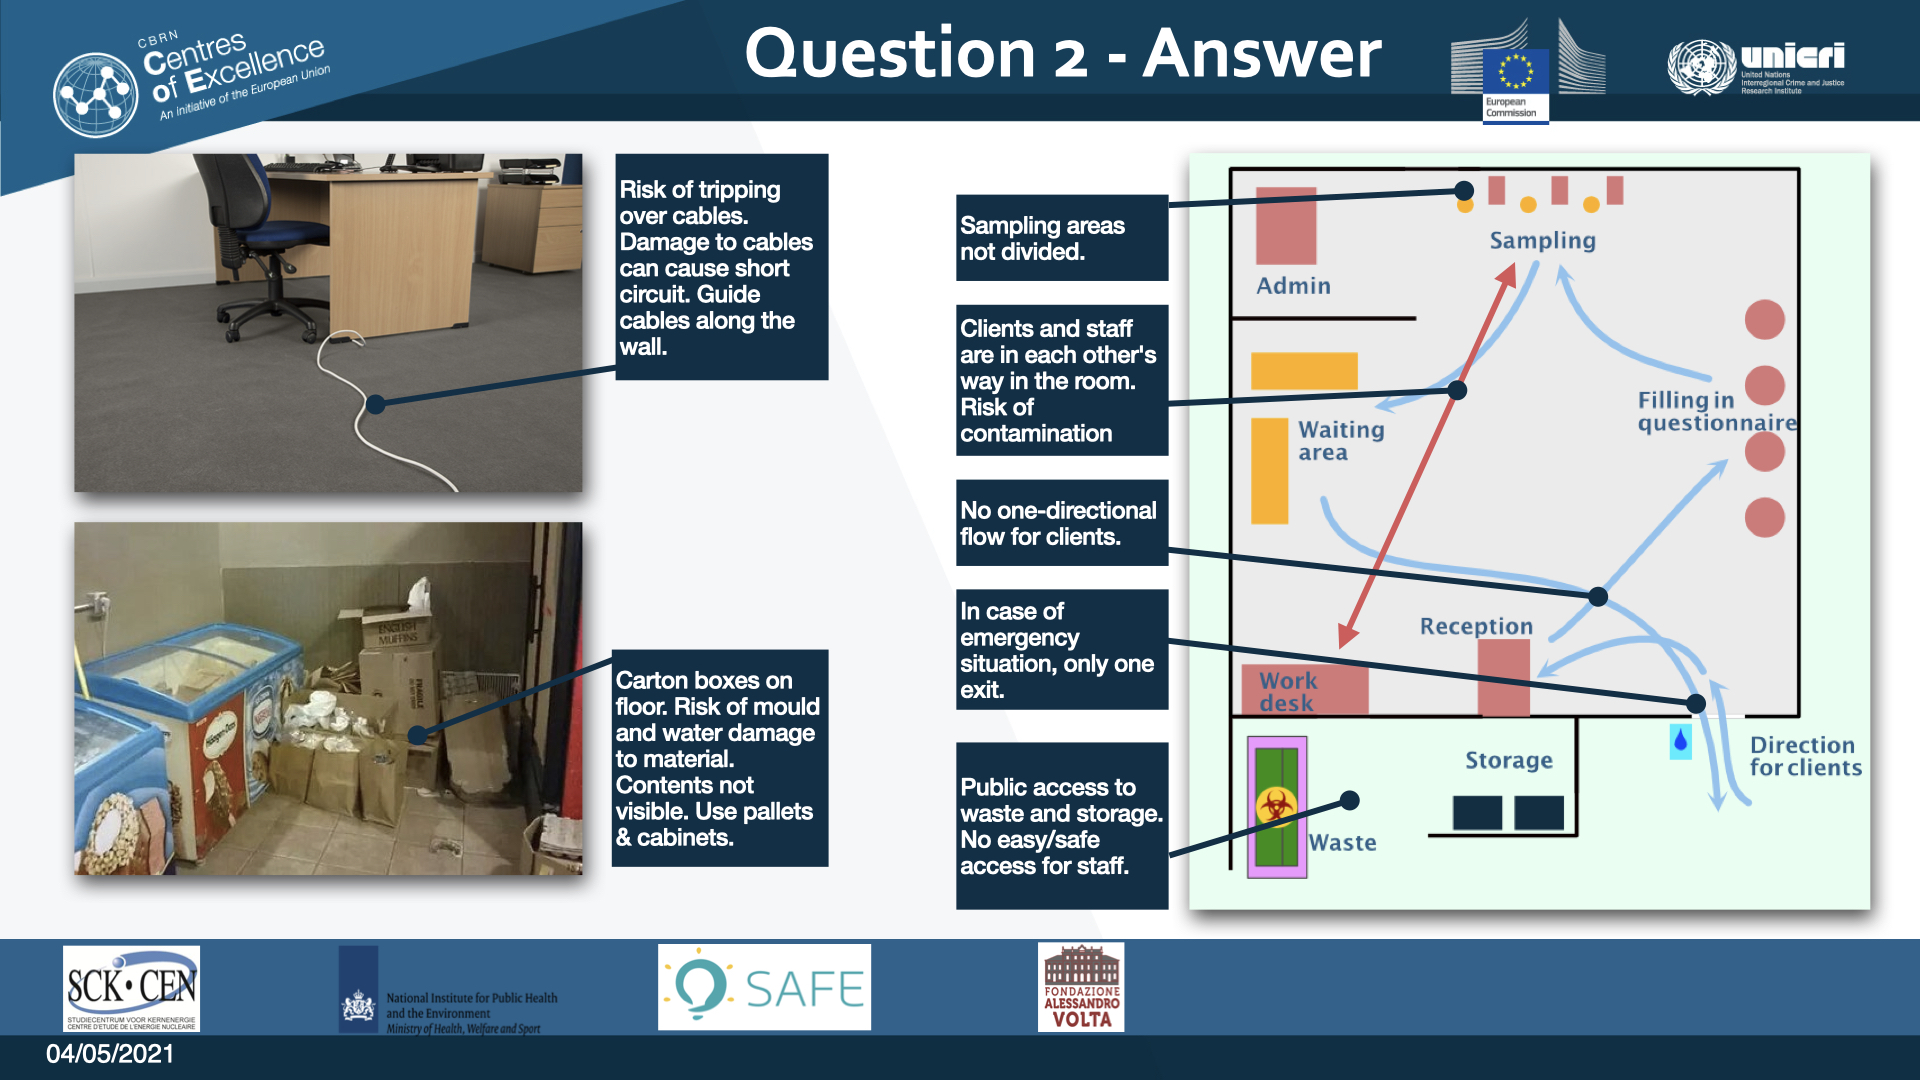 CBRN
Centres
of Excellence
An initiative of the European Union
Question 2 - Answer
European
Commission
unicri
United Nations
Interregional Crime and Justice
Research Institute
Risk of tripping
over cables.
Damage to cables
can cause short
circuit. Guide
cables along the
wall.
ENGLISH
MUFFINS
Carton boxes on
floor. Risk of mould
and water damage
to material.
Contents not
visible. Use pallets
& cabinets.
Sampling areas
not divided.
Clients and staff
are in each other's
way in the room.
Risk of
contamination
No one-directional
flow for clients.
In case of
emergency
situation, only one
exit.
Public access to
waste and storage.
No easy/safe
access for staff.
Sampling
Admin
Filling in
questionnaire
Waiting
area
Reception
Work
desk
Storage
Direction
for clients
Waste
SCK•CEN
STUDIECENTRUM VOOR KERNENERGIE
CENTRE D'ETUDE DE L'ENERGIE NUCLEAIRE
National Institute for Public Health
and the Environment
Ministry of Health, Welfare and Sport
SAFE
FONDAZIONE
ALESSANDRO
VOLTA
04/05/2021